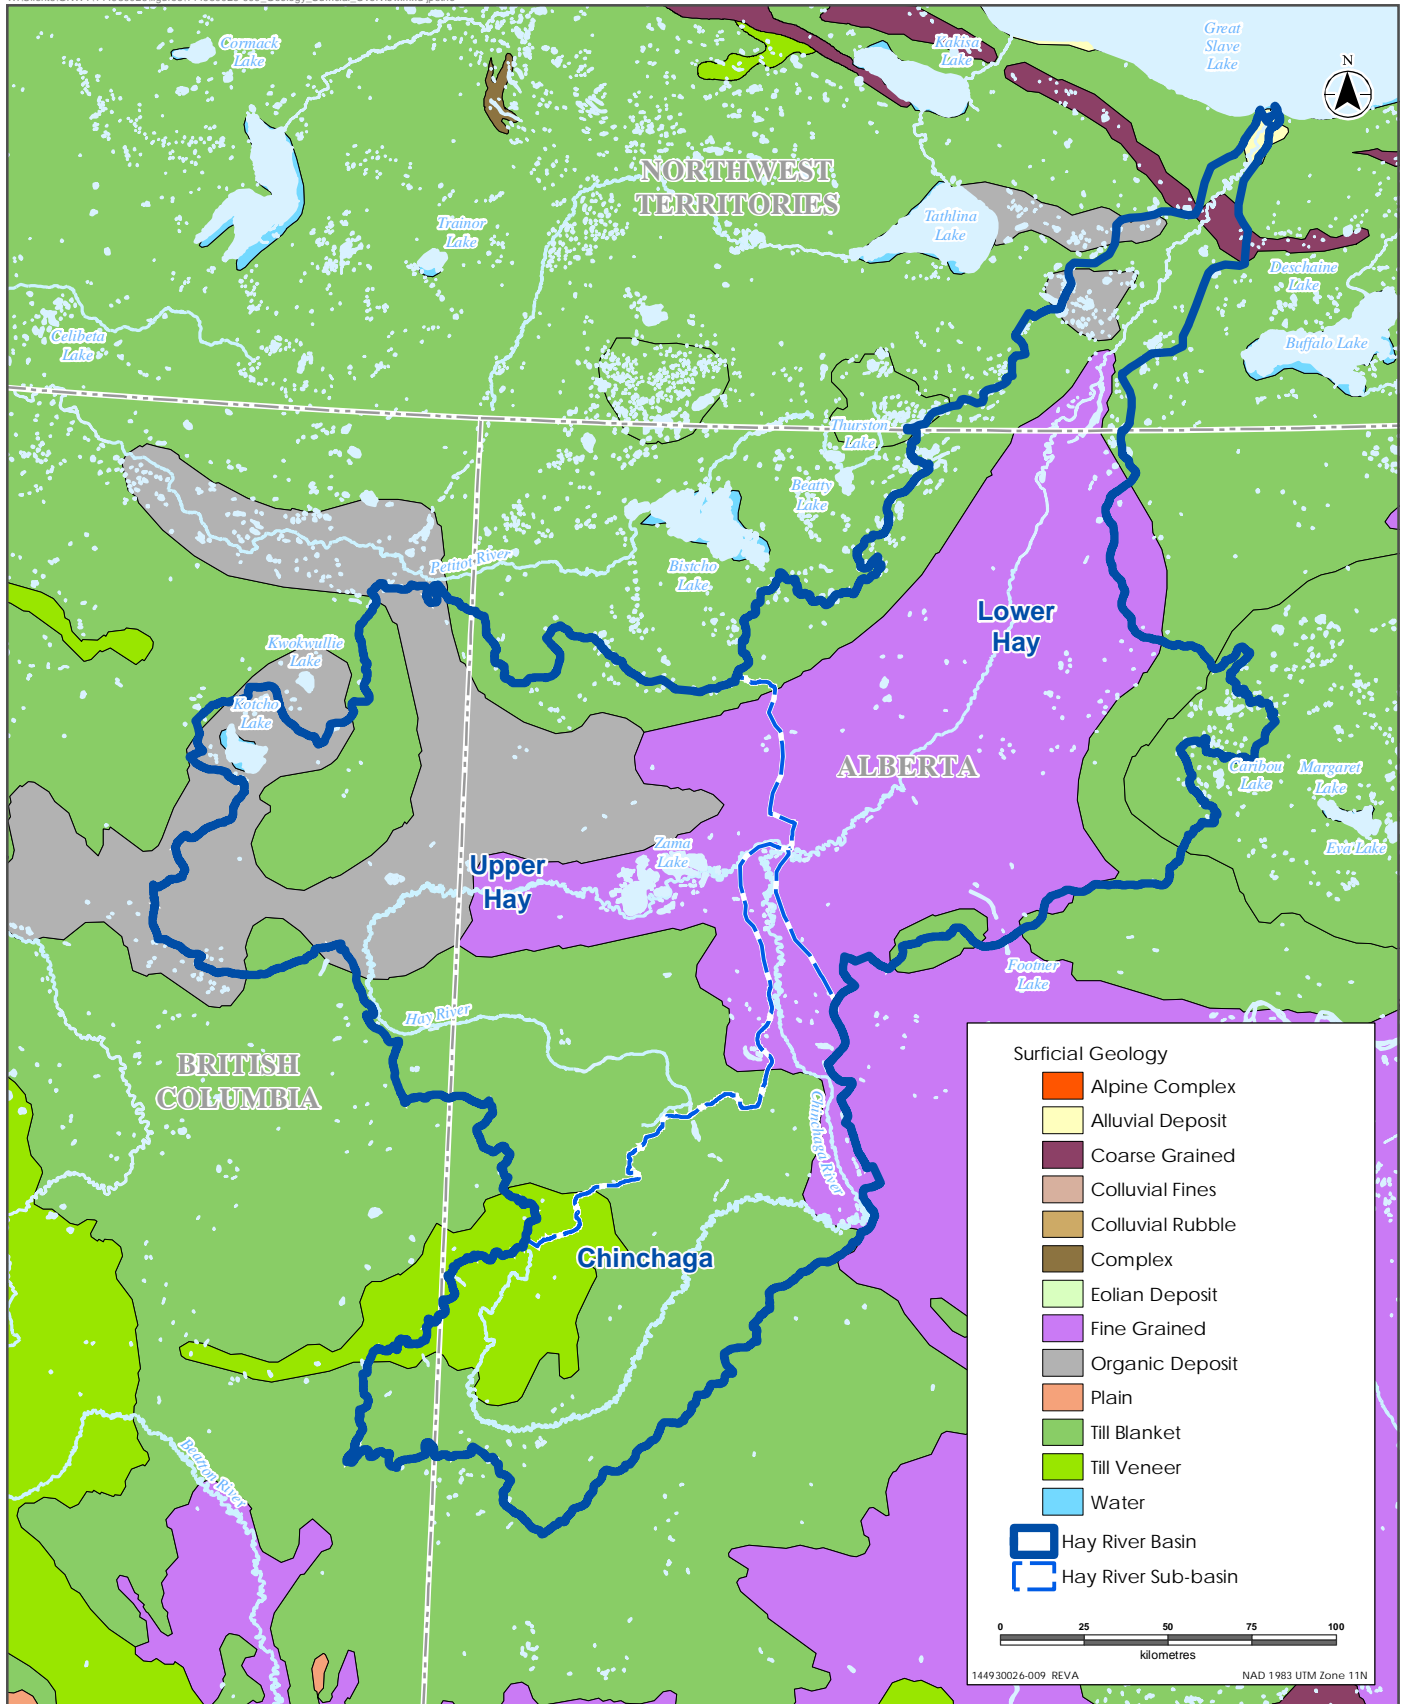 Cormack
Lake
Kakisa
Lake
Great
Slave
Lake
N
NORTHWEST
TERRITORIES
Trainor
Lake
Tathlina
Lake
Deschaine
Lake
Celibeta
Lake
Buffalo Lake
Thurston
Lake
Beatty
Lake
Petitot River
Bistcho
Lake
Lower
Hay
Kwokwullie
Lake
Kotcho
Lake
ALBERTA
Caribou
Lake
Margaret
Lake
Zama
Lake
Eva Lake
Upper
Hay
Footner
Lake
Hay River
BRITISH
COLUMBIA
Chinchaga River
Chinchaga
Beatton River
Surficial Geology
Alpine Complex
Alluvial Deposit
Coarse Grained
Colluvial Fines
Colluvial Rubble
Complex
Eolian Deposit
Fine Grained
Organic Deposit
Plain
Till Blanket
Till Veneer
Water
Hay River Basin
Hay River Sub-basin
0 25 50 75 100
kilometres
144930026-009 REVA NAD 1983 UTM Zone 11N